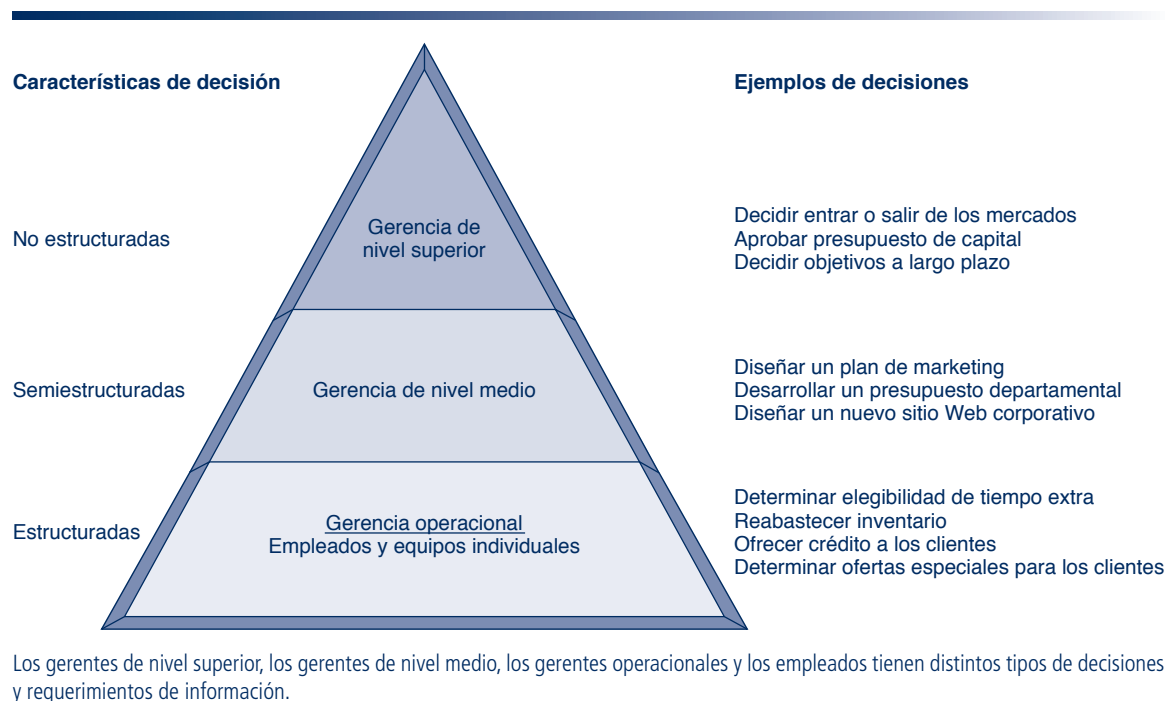 Características de decisión
Ejemplos de decisiones
No estructuradas
Gerencia de
nivel superior
Decidir entrar o salir de los mercados
Aprobar presupuesto de capital
Decidir objetivos a largo plazo
Semiestructuradas
Gerencia de nivel medio
Diseñar un plan de marketing
Desarrollar un presupuesto departamental
Diseñar un nuevo sitio Web corporativo
Estructuradas
Gerencia operacional
Empleados y equipos individuales
Determinar elegibilidad de tiempo extra
Reabastecer inventario
Ofrecer crédito a los clientes
Determinar ofertas especiales para los clientes
Los gerentes de nivel superior, los gerentes de nivel medio, los gerentes operacionales y los empleados tienen distintos tipos de decisiones
y requerimientos de información.